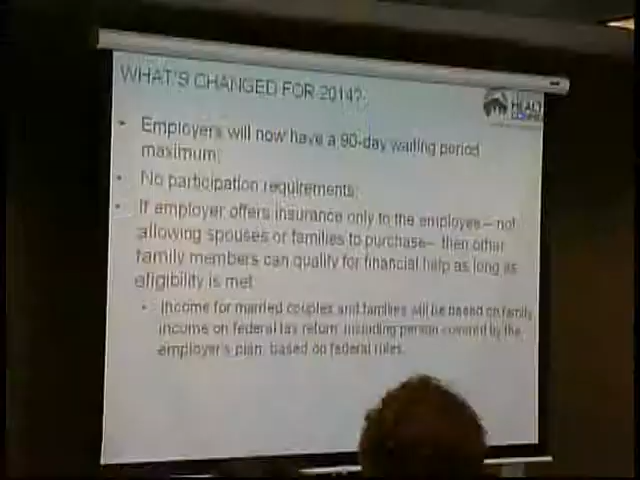 WHAT'S CHANGED FOR 2014?:
Employers will now have a 90-day waiting period
maximum;
No participation requirements;
If employer offers insurance only to the employee – not
allowing spouses or families to purchase – then other
family members can qualify for financial help as long as
eligibility is met
Income for married couples and families will be based on family
income on federal tax return, including person covered by the
employer's plan, based on federal rules.